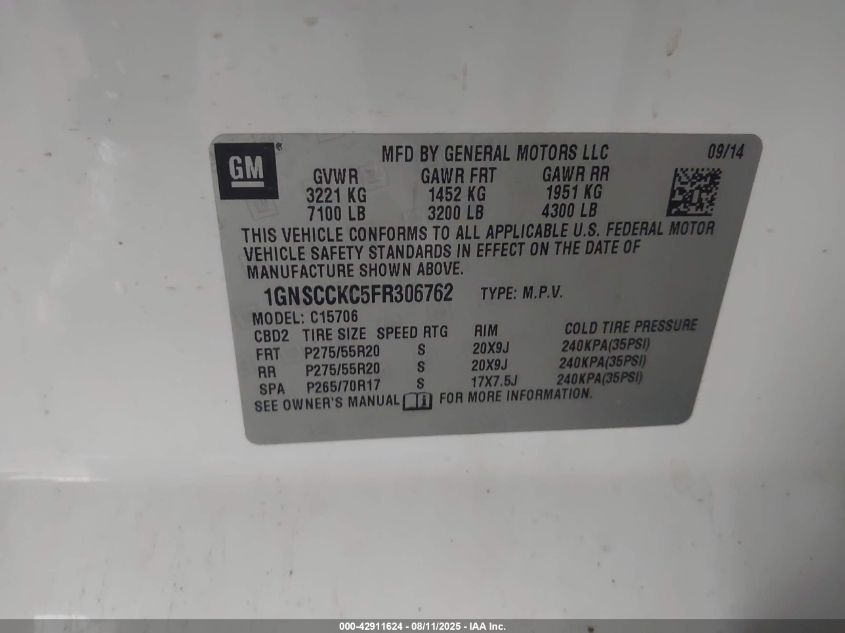 GM®
MFD BY GENERAL MOTORS LLC 09/14
GVWR GAWR FRT GAWR RR
3221 KG 1452 KG 1951 KG
7100 LB 3200 LB 4300 LB
THIS VEHICLE CONFORMS TO ALL APPLICABLE U.S. FEDERAL MOTOR
VEHICLE SAFETY STANDARDS IN EFFECT ON THE DATE OF
MANUFACTURE SHOWN ABOVE.
1GNSCCKC5FR306762 TYPE: M.P.V.
MODEL: C15706
CBD2 TIRE SIZE SPEED RTG RIM COLD TIRE PRESSURE
FRT P275/55R20 S 20X9J 240KPA(35PSI)
RR P275/55R20 S 20X9J 240KPA(35PSI)
SPA P265/70R17 S 17X7.5J 240KPA(35PSI)
SEE OWNER'S MANUAL FOR MORE INFORMATION.
000-42911624 - 08/11/2025 - IAA Inc.